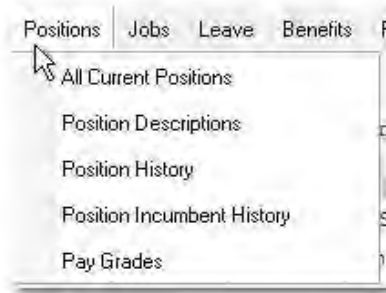 Positions Jobs Leave Benefits
All Current Positions
Position Descriptions
Position History
Position Incumbent History
Pay Grades